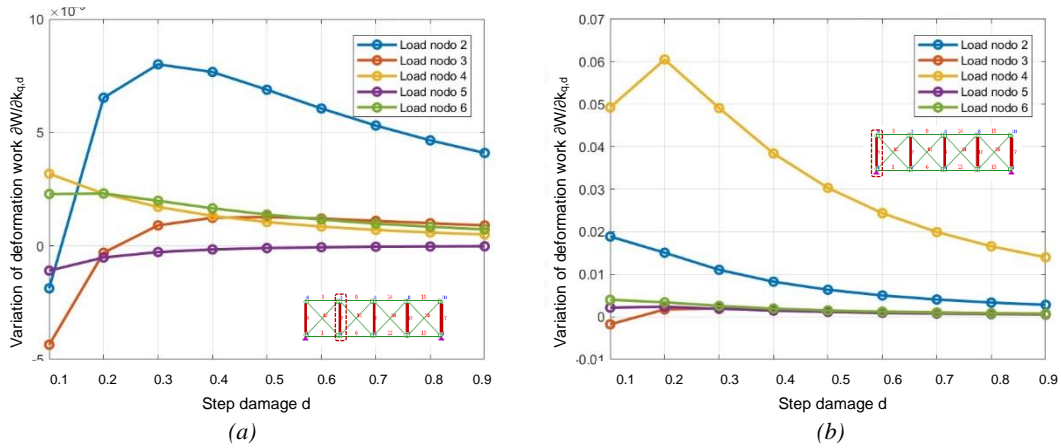 10
5
0
-5
Variation of deformation work ∂W/∂k_q,d
Load nodo 2
Load nodo 3
Load nodo 4
Load nodo 5
Load nodo 6
0.1 0.2 0.3 0.4 0.5 0.6 0.7 0.8 0.9
Step damage d
(a)
0.07
0.06
0.05
0.04
0.03
0.02
0.01
0
-0.01
Variation of deformation work ∂W/∂k_q,d
Load nodo 2
Load nodo 3
Load nodo 4
Load nodo 5
Load nodo 6
0.1 0.2 0.3 0.4 0.5 0.6 0.7 0.8 0.9
Step damage d
(b)